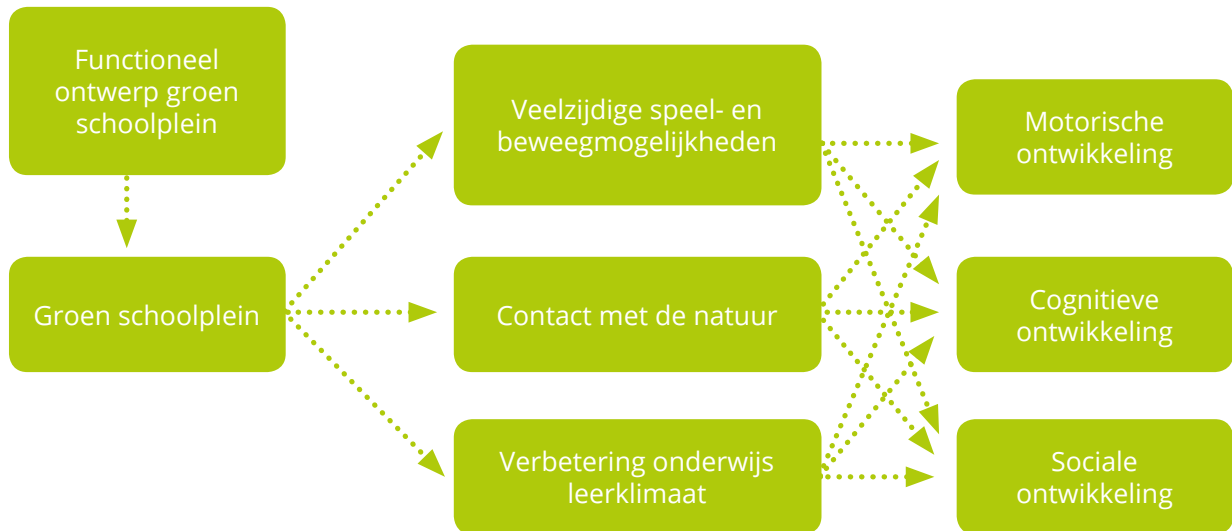 Functioneel
ontwerp groen
schoolplein
Groen schoolplein
Veelzijdige speel- en
beweegmogelijkheden
Contact met de natuur
Verbetering onderwijs
leerklimaat
Motorische
ontwikkeling
Cognitieve
ontwikkeling
Sociale
ontwikkeling